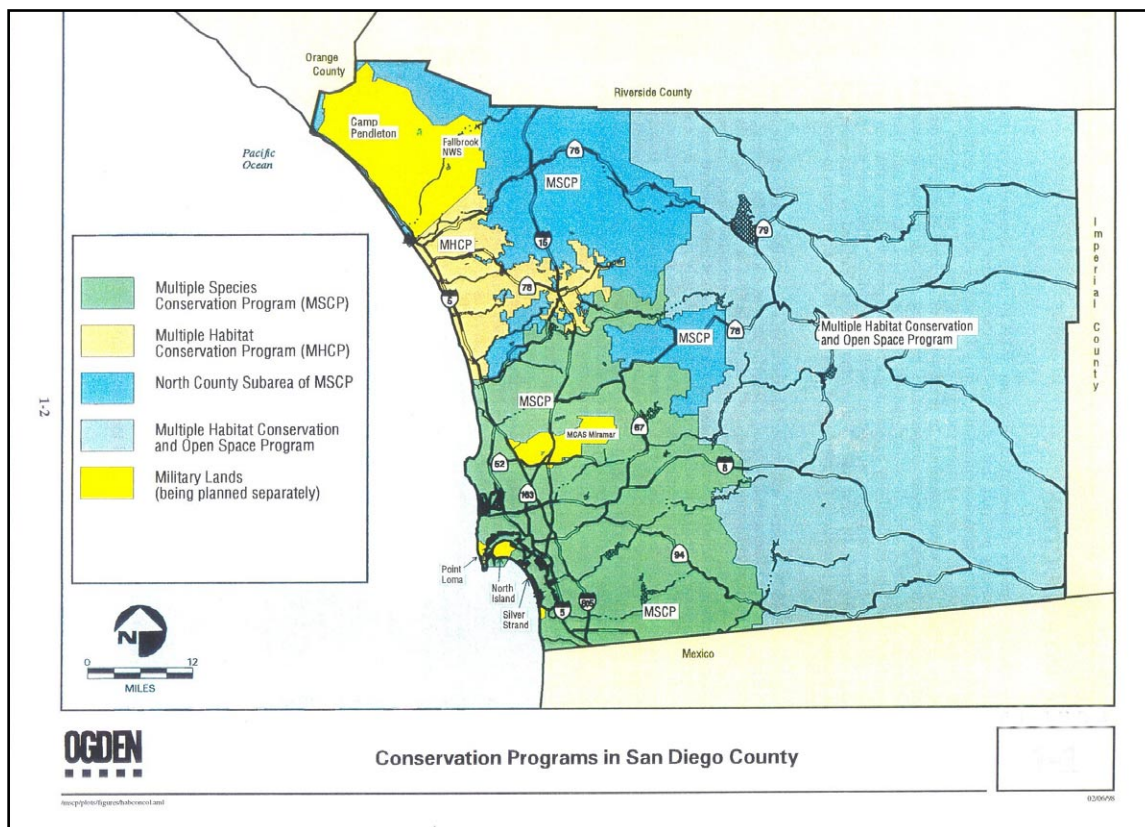 Orange
County
Riverside County
Camp
Pendleton
Fallbrook
NWS
Pacific
Ocean
76
MSCP
79
MHCP
15
Imperial County
5
78
MSCP
78
Multiple Habitat Conservation
and Open Space Program
Multiple Species
Conservation Program (MSCP)
Multiple Habitat
Conservation Program (MHCP)
North County Subarea of MSCP
Multiple Habitat Conservation
and Open Space Program
Military Lands
(being planned separately)
1-2
MSCP
67
MCAS Miramar
52
8
163
94
Point
Loma
North
Island
Silver
Strand
5
805
MSCP
Mexico
N
0 12
MILES
OGDEN
Conservation Programs in San Diego County
02/06/98